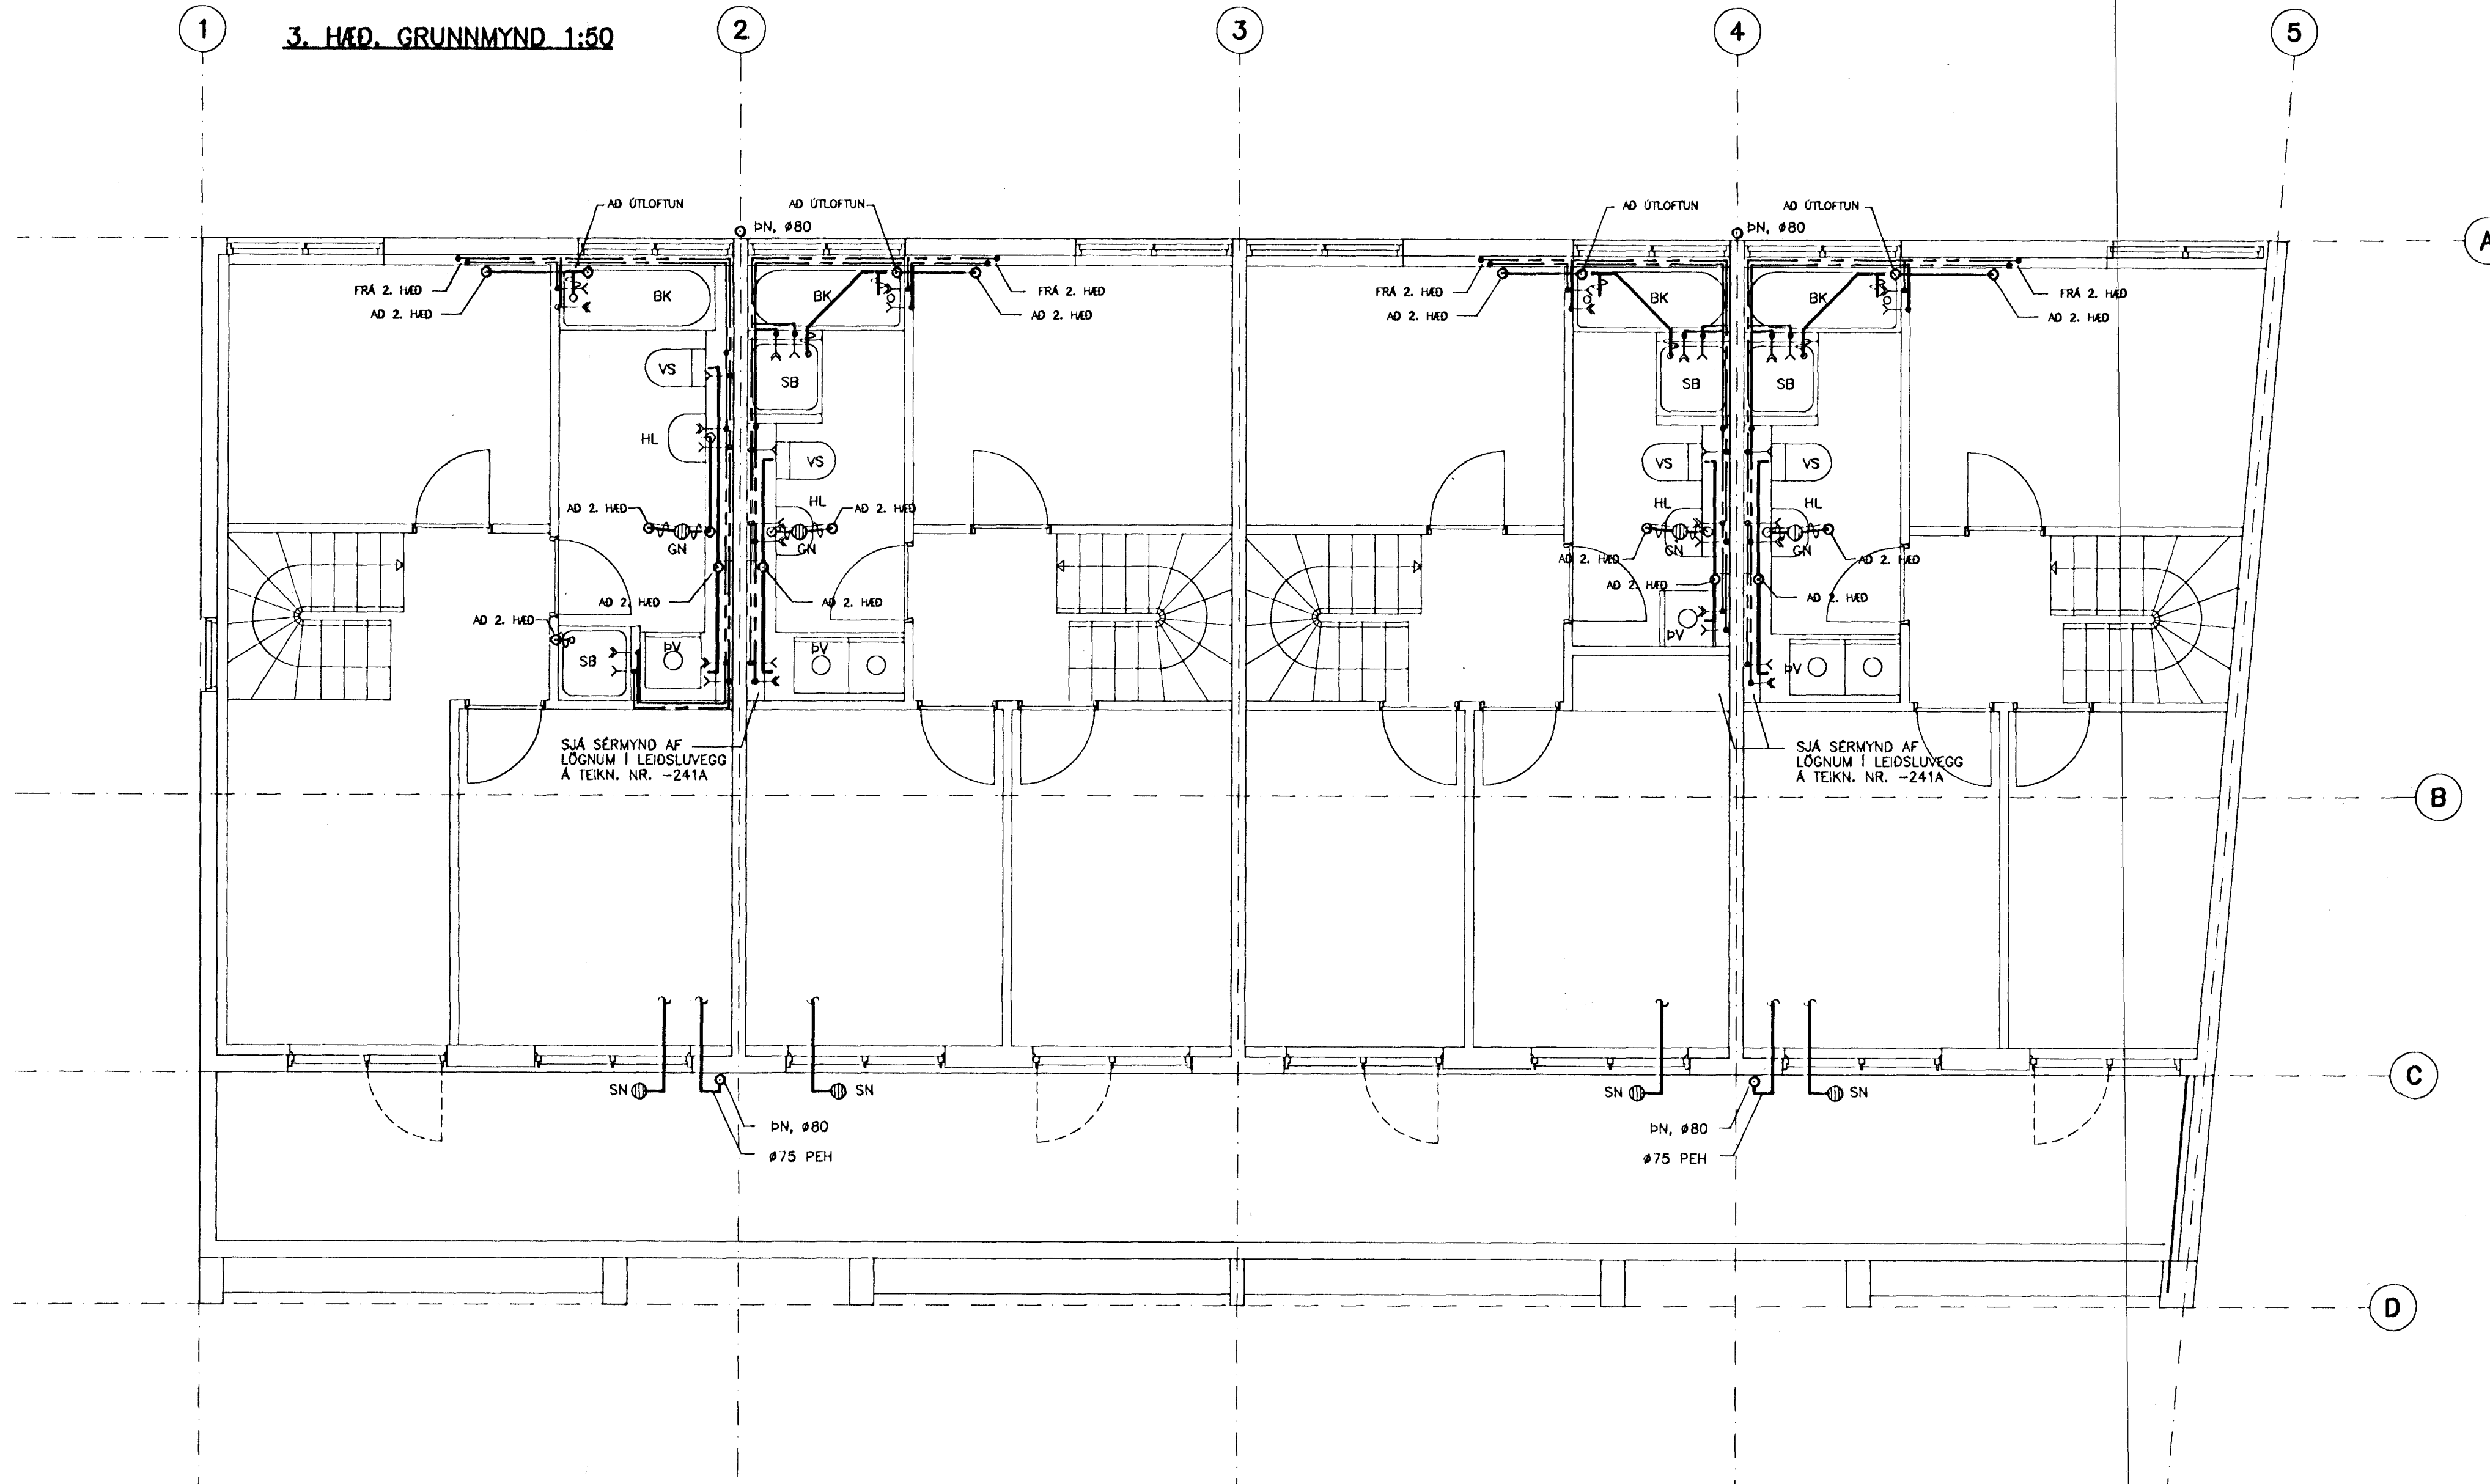 1
3. HÆÐ. GRUNNMYND 1:50
2
3
4
5
AÐ ÚTLOFTUN
AÐ ÚTLOFTUN
ÞN, ø80
AÐ ÚTLOFTUN
AÐ ÚTLOFTUN
ÞN, ø80
A
FRÁ 2. HÆÐ
AÐ 2. HÆÐ
BK
BK
FRÁ 2. HÆÐ
AÐ 2. HÆÐ
FRÁ 2. HÆÐ
AÐ 2. HÆÐ
BK
BK
FRÁ 2. HÆÐ
AÐ 2. HÆÐ
VS
SB
SB
SB
HL
VS
VS
VS
HL
HL
HL
AÐ 2. HÆÐ
AÐ 2. HÆÐ
GN
GN
GN
GN
AÐ 2. HÆÐ
AÐ 2. HÆÐ
AÐ 2. HÆÐ
AÐ 2. HÆÐ
AÐ 2. HÆÐ
AÐ 2. HÆÐ
AÐ 2. HÆÐ
SB
ÞV
ÞV
ÞV
ÞV
SJÁ SÉRMYND AF
LÖGNUM Í LEIÐSLUVEGG
Á TEIKN. NR. -241A
SJÁ SÉRMYND AF
LÖGNUM Í LEIÐSLUVEGG
Á TEIKN. NR. -241A
B
C
SN
SN
SN
SN
ÞN, ø80
ø75 PEH
ÞN, ø80
ø75 PEH
D